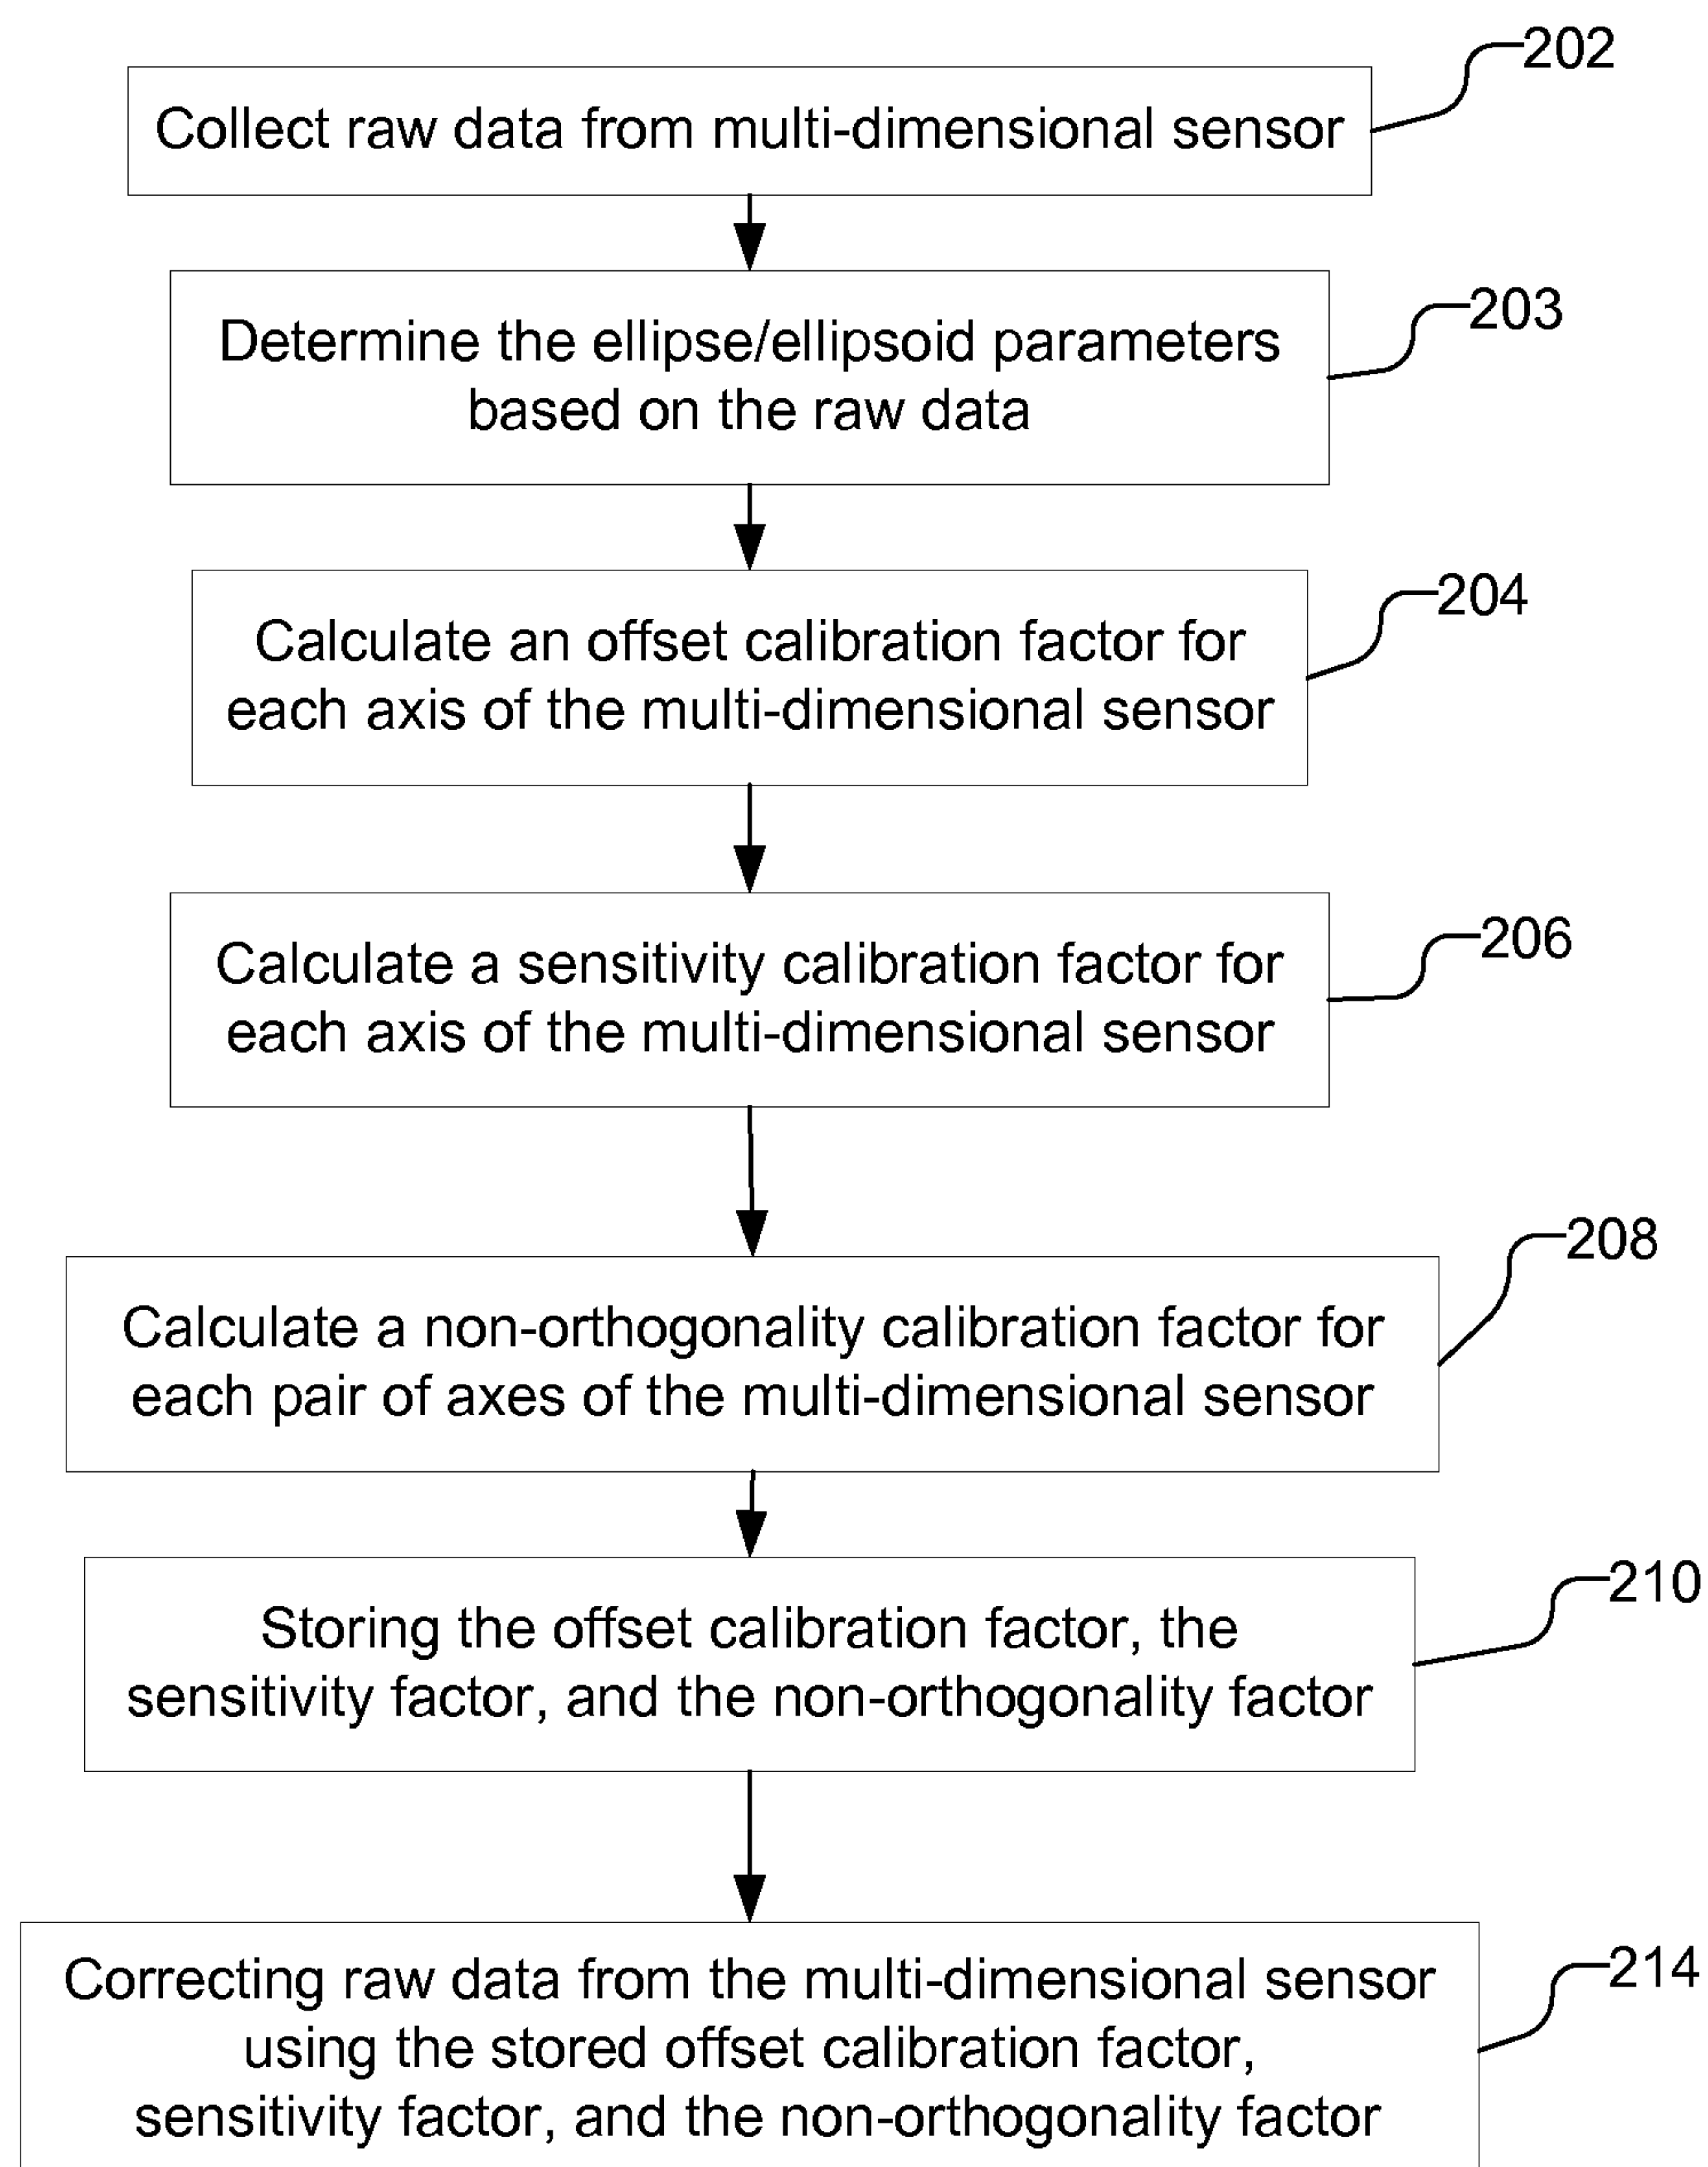 202
Collect raw data from multi-dimensional sensor
203
Determine the ellipse/ellipsoid parameters
based on the raw data
204
Calculate an offset calibration factor for
each axis of the multi-dimensional sensor
206
Calculate a sensitivity calibration factor for
each axis of the multi-dimensional sensor
208
Calculate a non-orthogonality calibration factor for
each pair of axes of the multi-dimensional sensor
210
Storing the offset calibration factor, the
sensitivity factor, and the non-orthogonality factor
214
Correcting raw data from the multi-dimensional sensor
using the stored offset calibration factor,
sensitivity factor, and the non-orthogonality factor